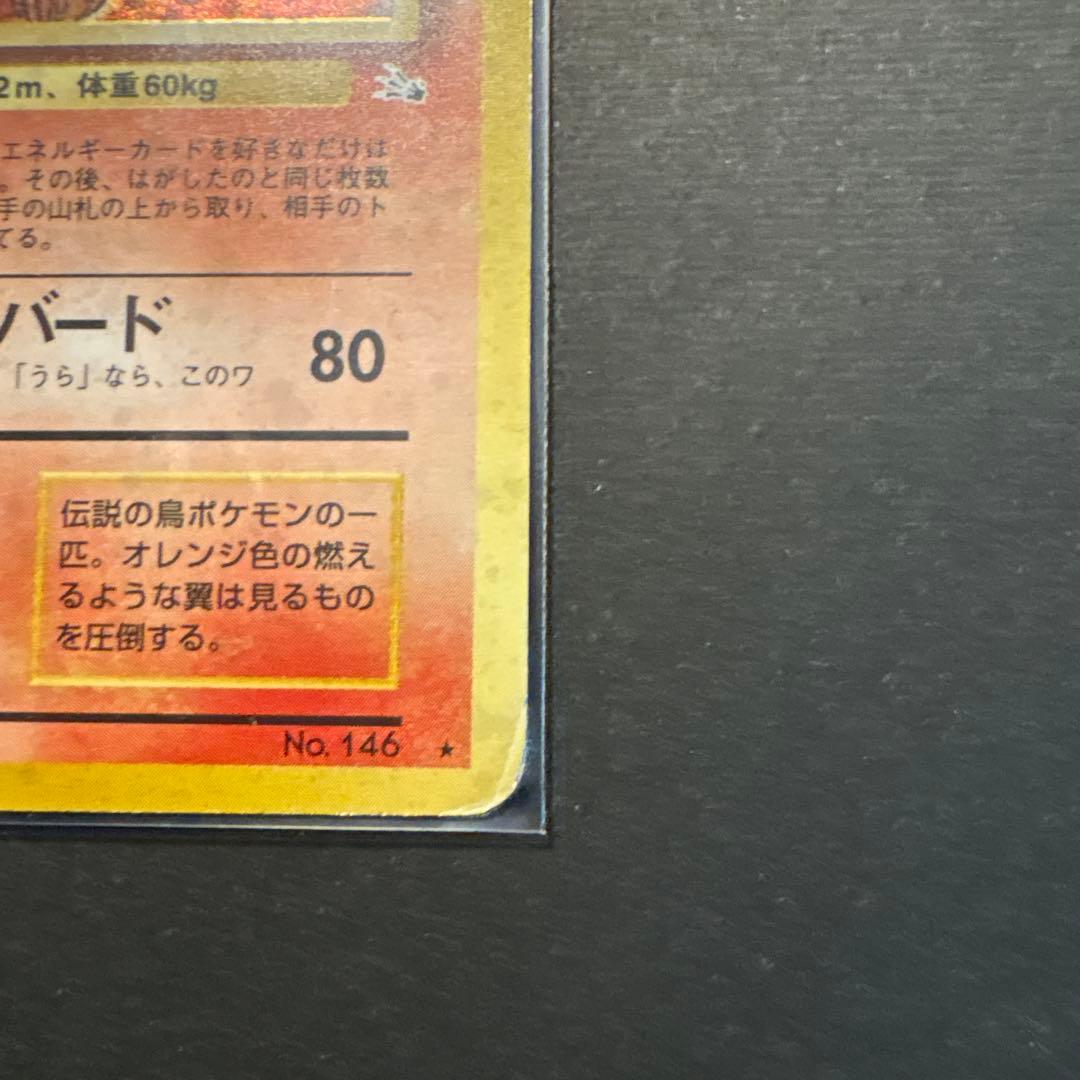 2m、体重60kg
エネルギーカードを好きなだけは
。その後、はがしたのと同じ枚数
手の山札の上から取り、相手のト
てる。
バード
80
「うら」なら、このワ
伝説の鳥ポケモンの一
匹。オレンジ色の燃え
るような翼は見るもの
を圧倒する。
No. 146 ★